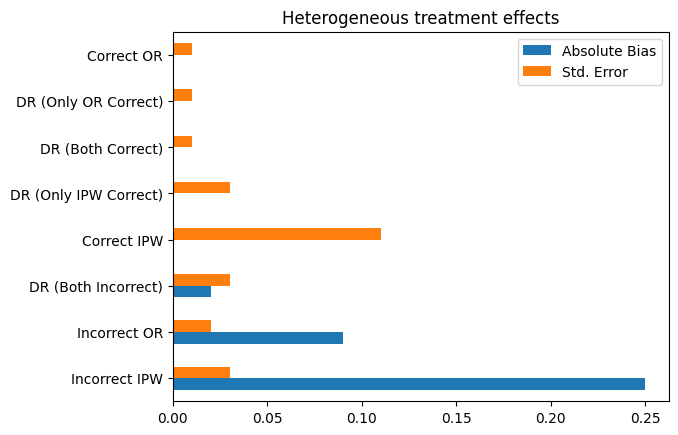 Heterogeneous treatment effects
Absolute Bias
Std. Error
Correct OR
DR (Only OR Correct)
DR (Both Correct)
DR (Only IPW Correct)
Correct IPW
DR (Both Incorrect)
Incorrect OR
Incorrect IPW
0.00 0.05 0.10 0.15 0.20 0.25